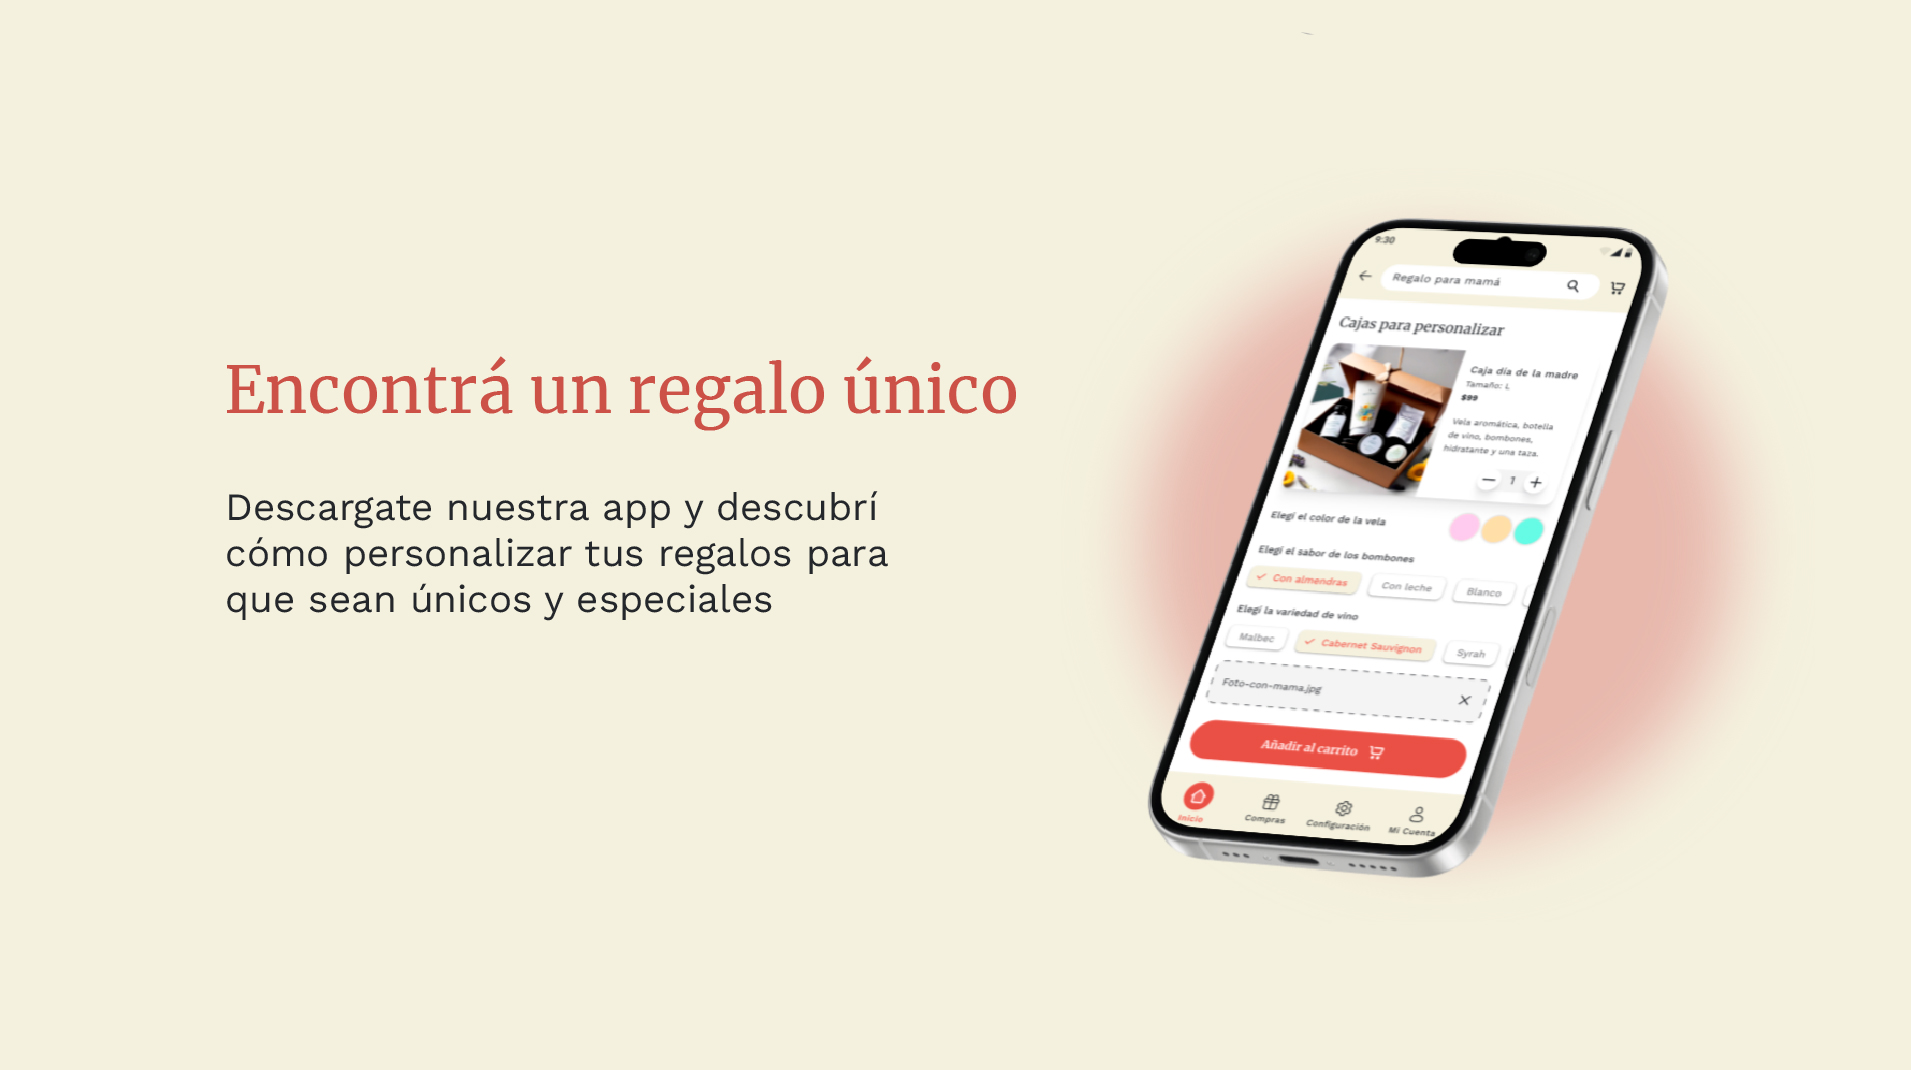 Encontrá un regalo único
Descargate nuestra app y descubrí
cómo personalizar tus regalos para
que sean únicos y especiales
9:30
Regalo para mamá
Cajas para personalizar
Caja día de la madre
Tamaño: L
$99
Vela aromática, botella
de vino, bombones,
hidratante y una taza.
1
Elegí el color de la vela
Elegí el sabor de los bombones
Con almendras
Con leche
Blanco
Elegí la variedad de vino
Malbec
Cabernet Sauvignon
Syrah
Foto-con-mama.jpg
Añadir al carrito
Inicio
Compras
Configuración
Mi Cuenta